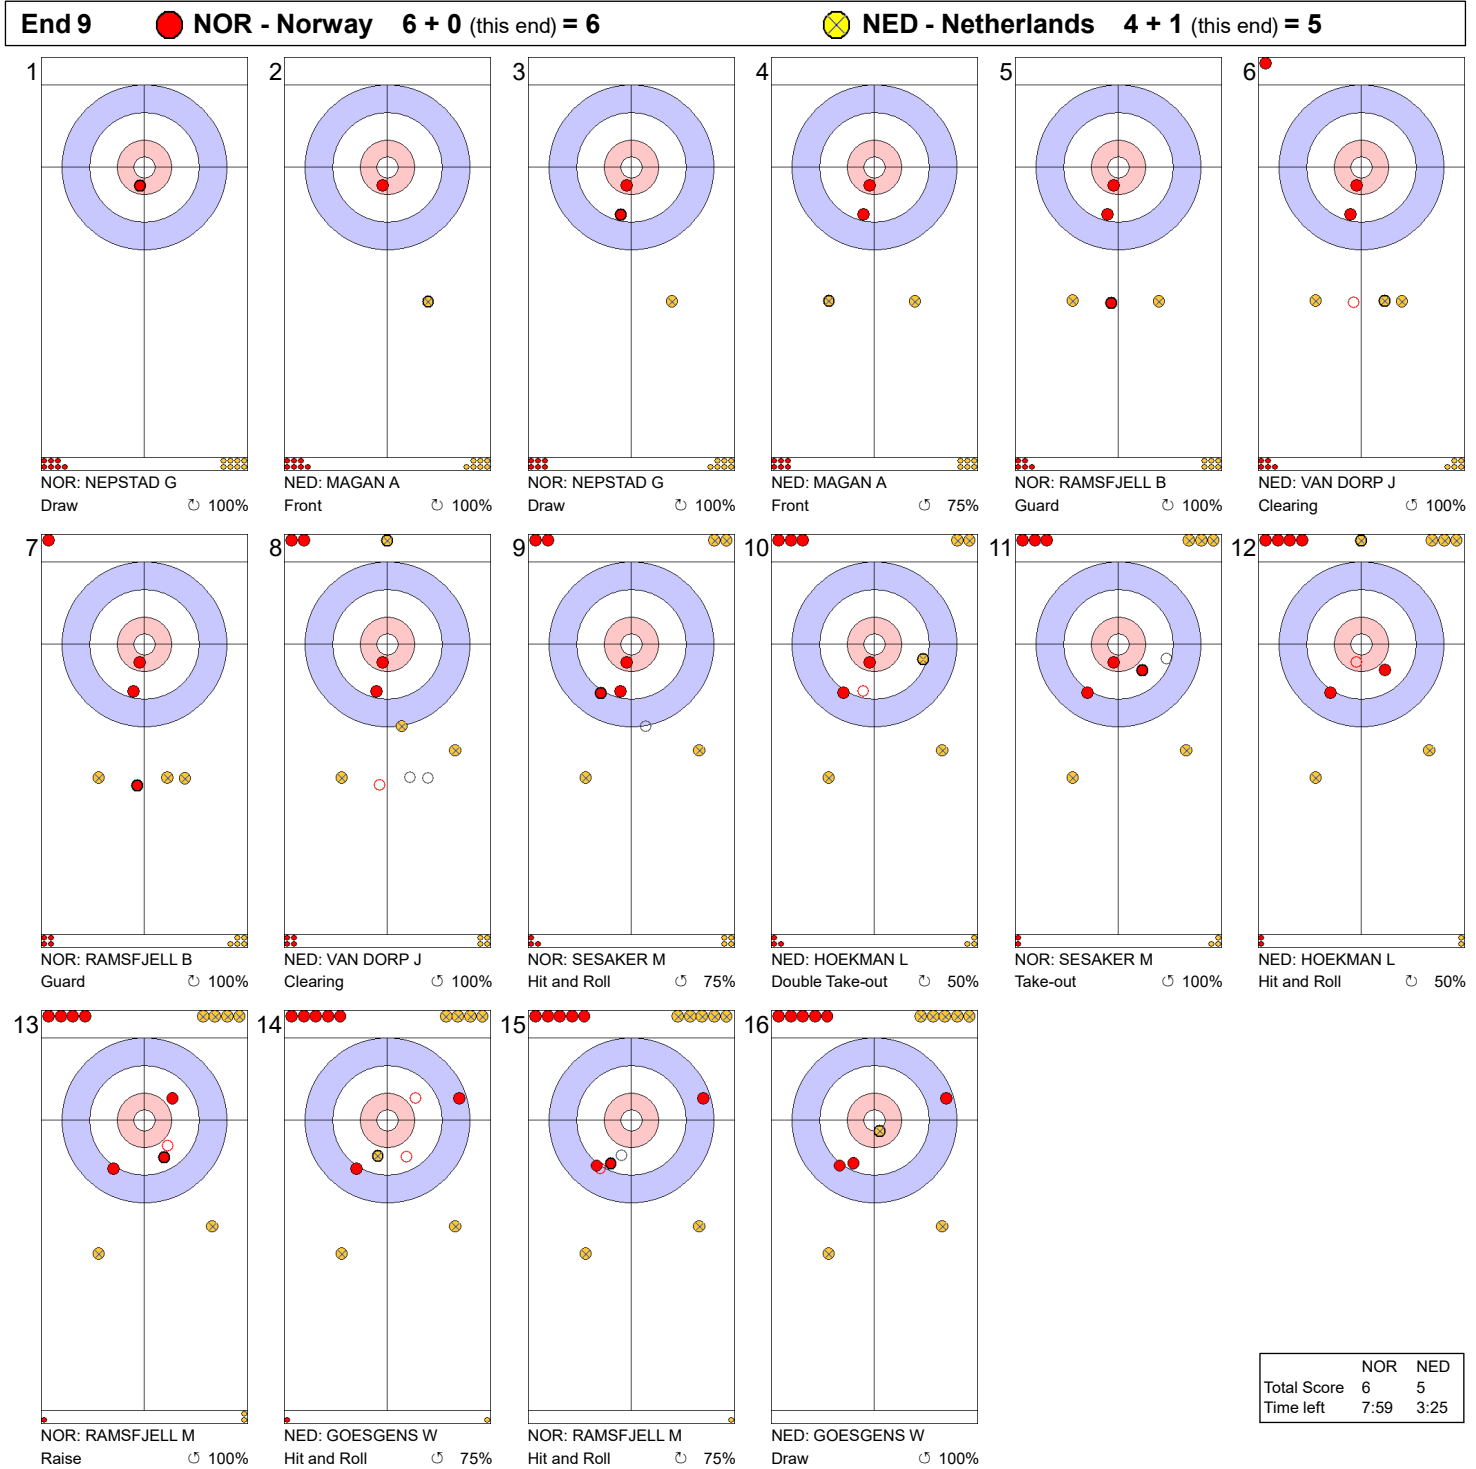 End 9 NOR - Norway 6 + 0 (this end) = 6 NED - Netherlands 4 + 1 (this end) = 5
1 2 3 4 5 6
NOR: NEPSTAD G NED: MAGAN A NOR: NEPSTAD G NED: MAGAN A NOR: RAMSFJELL B NED: VAN DORP J
Draw ↻ 100% Front ↻ 100% Draw ↻ 100% Front ↺ 75% Guard ↻ 100% Clearing ↻ 100%
7 8 9 10 11 12
NOR: RAMSFJELL B NED: VAN DORP J NOR: SESAKER M NED: HOEKMAN L NOR: SESAKER M NED: HOEKMAN L
Guard ↻ 100% Clearing ↻ 100% Hit and Roll ↺ 75% Double Take-out ↻ 50% Take-out ↺ 100% Hit and Roll ↻ 50%
13 14 15 16
NOR NED
Total Score 6 5
Time left 7:59 3:25
NOR: RAMSFJELL M NED: GOESGENS W NOR: RAMSFJELL M NED: GOESGENS W
Raise ↺ 100% Hit and Roll ↺ 75% Hit and Roll ↺ 75% Draw ↺ 100%